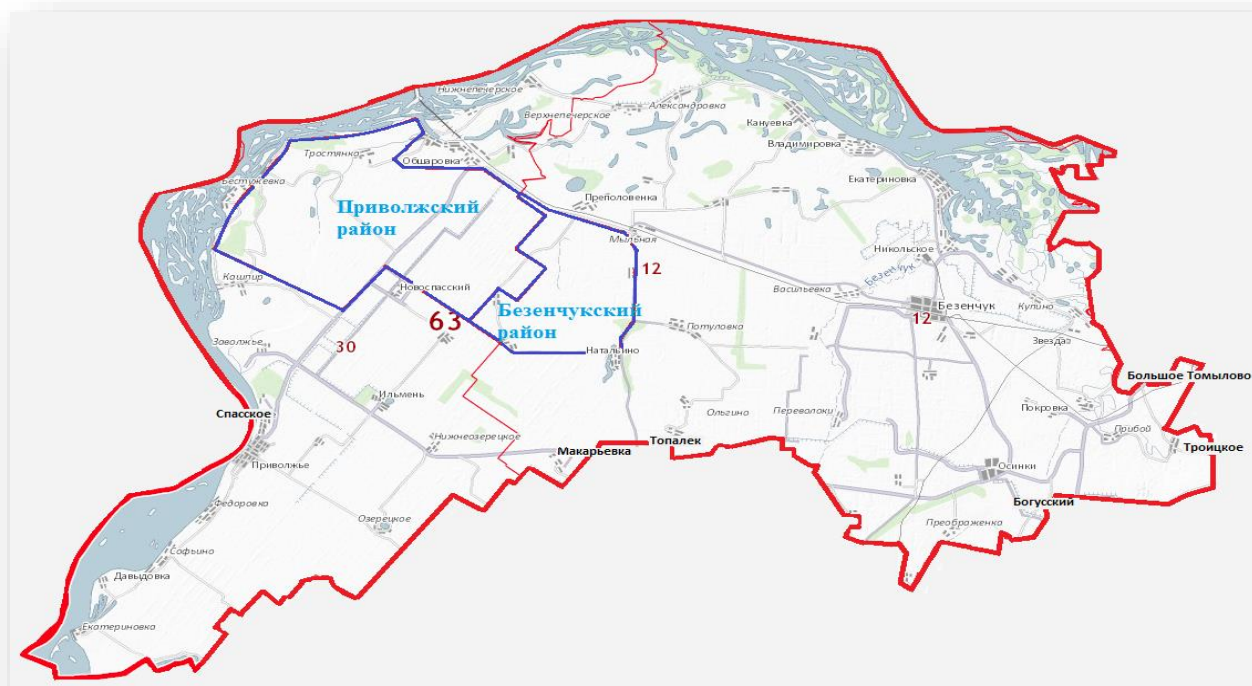 Нижнепечерское
Александровка
Верхнепечерское
Кануевка
Владимировка
Тростянка
Обшаровка
Бестужевка
Екатериновка
Преполовенка
Приволжский
район
Мыльная
Никольское
Безенчук
12
Кашпир
Новоспасский
Васильевка
Безенчук
Купино
Безенчукский
район
63
12
Потуловка
30
Заволжье
Натальино
Звезда
Большое Томылово
Ильмень
Спасское
Ольгино
Переволоки
Покровка
Прибой
Нижнеозерецкое
Топалек
Макарьевка
Троицкое
Приволжье
Осинки
Федоровка
Богусский
Озерецкое
Преображенка
Софьино
Давыдовка
Екатериновка